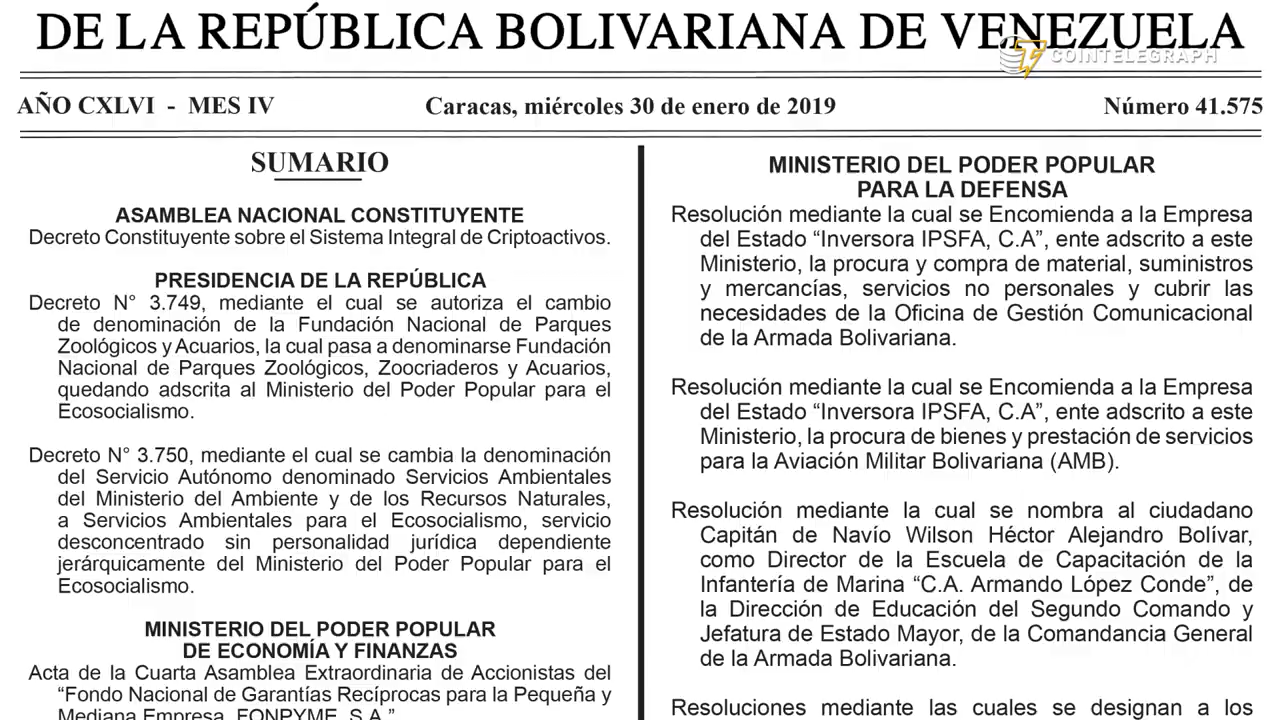 DE LA REPÚBLICA BOLIVARIANA DE VENEZUELA
COINTELEGRAPH
AÑO CXLVI - MES IV
Caracas, miércoles 30 de enero de 2019
Número 41.575
SUMARIO
ASAMBLEA NACIONAL CONSTITUYENTE
Decreto Constituyente sobre el Sistema Integral de Criptoactivos.
PRESIDENCIA DE LA REPÚBLICA
Decreto N° 3.749, mediante el cual se autoriza el cambio
de denominación de la Fundación Nacional de Parques
Zoológicos y Acuarios, la cual pasa a denominarse Fundación
Nacional de Parques Zoológicos, Zoocriaderos y Acuarios,
quedando adscrita al Ministerio del Poder Popular para el
Ecosocialismo.
Decreto N° 3.750, mediante el cual se cambia la denominación
del Servicio Autónomo denominado Servicios Ambientales
del Ministerio del Ambiente y de los Recursos Naturales,
a Servicios Ambientales para el Ecosocialismo, servicio
desconcentrado sin personalidad jurídica dependiente
jerárquicamente del Ministerio del Poder Popular para el
Ecosocialismo.
MINISTERIO DEL PODER POPULAR
DE ECONOMÍA Y FINANZAS
Acta de la Cuarta Asamblea Extraordinaria de Accionistas del
“Fondo Nacional de Garantías Recíprocas para la Pequeña y
Mediana Empresa, FONPYME, S.A.”
MINISTERIO DEL PODER POPULAR
PARA LA DEFENSA
Resolución mediante la cual se Encomienda a la Empresa
del Estado “Inversora IPSFA, C.A”, ente adscrito a este
Ministerio, la procura y compra de material, suministros
y mercancías, servicios no personales y cubrir las
necesidades de la Oficina de Gestión Comunicacional
de la Armada Bolivariana.
Resolución mediante la cual se Encomienda a la Empresa
del Estado “Inversora IPSFA, C.A”, ente adscrito a este
Ministerio, la procura de bienes y prestación de servicios
para la Aviación Militar Bolivariana (AMB).
Resolución mediante la cual se nombra al ciudadano
Capitán de Navío Wilson Héctor Alejandro Bolívar,
como Director de la Escuela de Capacitación de la
Infantería de Marina “C.A. Armando López Conde”, de
la Dirección de Educación del Segundo Comando y
Jefatura de Estado Mayor, de la Comandancia General
de la Armada Bolivariana.
Resoluciones mediante las cuales se designan a los